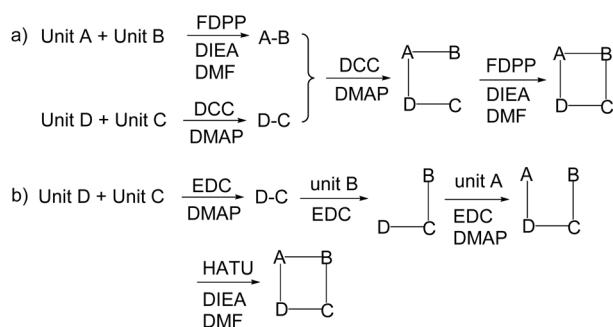 a) Unit A + Unit B FDPP DIEA DMF A-B
Unit D + Unit C DCC DMAP D-C
DCC DMAP
A B
D C
FDPP DIEA DMF
A B
D C
b) Unit D + Unit C EDC DMAP D-C unit B EDC
B
D C
unit A EDC DMAP
A B
D C
HATU DIEA DMF
A B
D C